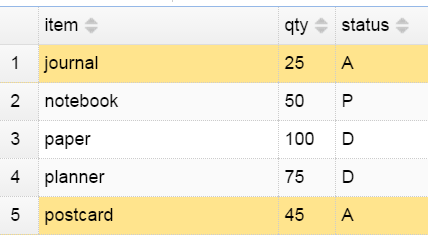 item qty status
1 journal 25 A
2 notebook 50 P
3 paper 100 D
4 planner 75 D
5 postcard 45 A